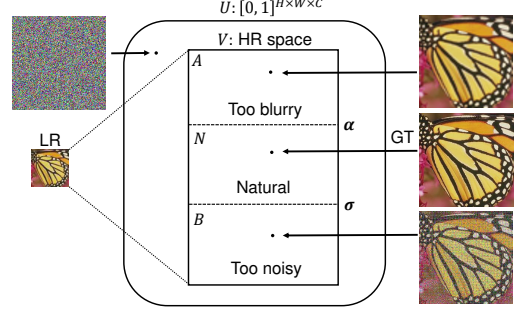 U: [0, 1]^{H×W×C}
V: HR space
A
Too blurry
α
LR
N
GT
Natural
σ
B
Too noisy